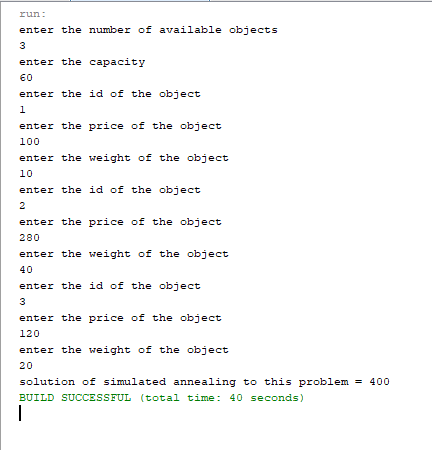 run:
enter the number of available objects
3
enter the capacity
60
enter the id of the object
1
enter the price of the object
100
enter the weight of the object
10
enter the id of the object
2
enter the price of the object
280
enter the weight of the object
40
enter the id of the object
3
enter the price of the object
120
enter the weight of the object
20
solution of simulated annealing to this problem = 400
BUILD SUCCESSFUL (total time: 40 seconds)